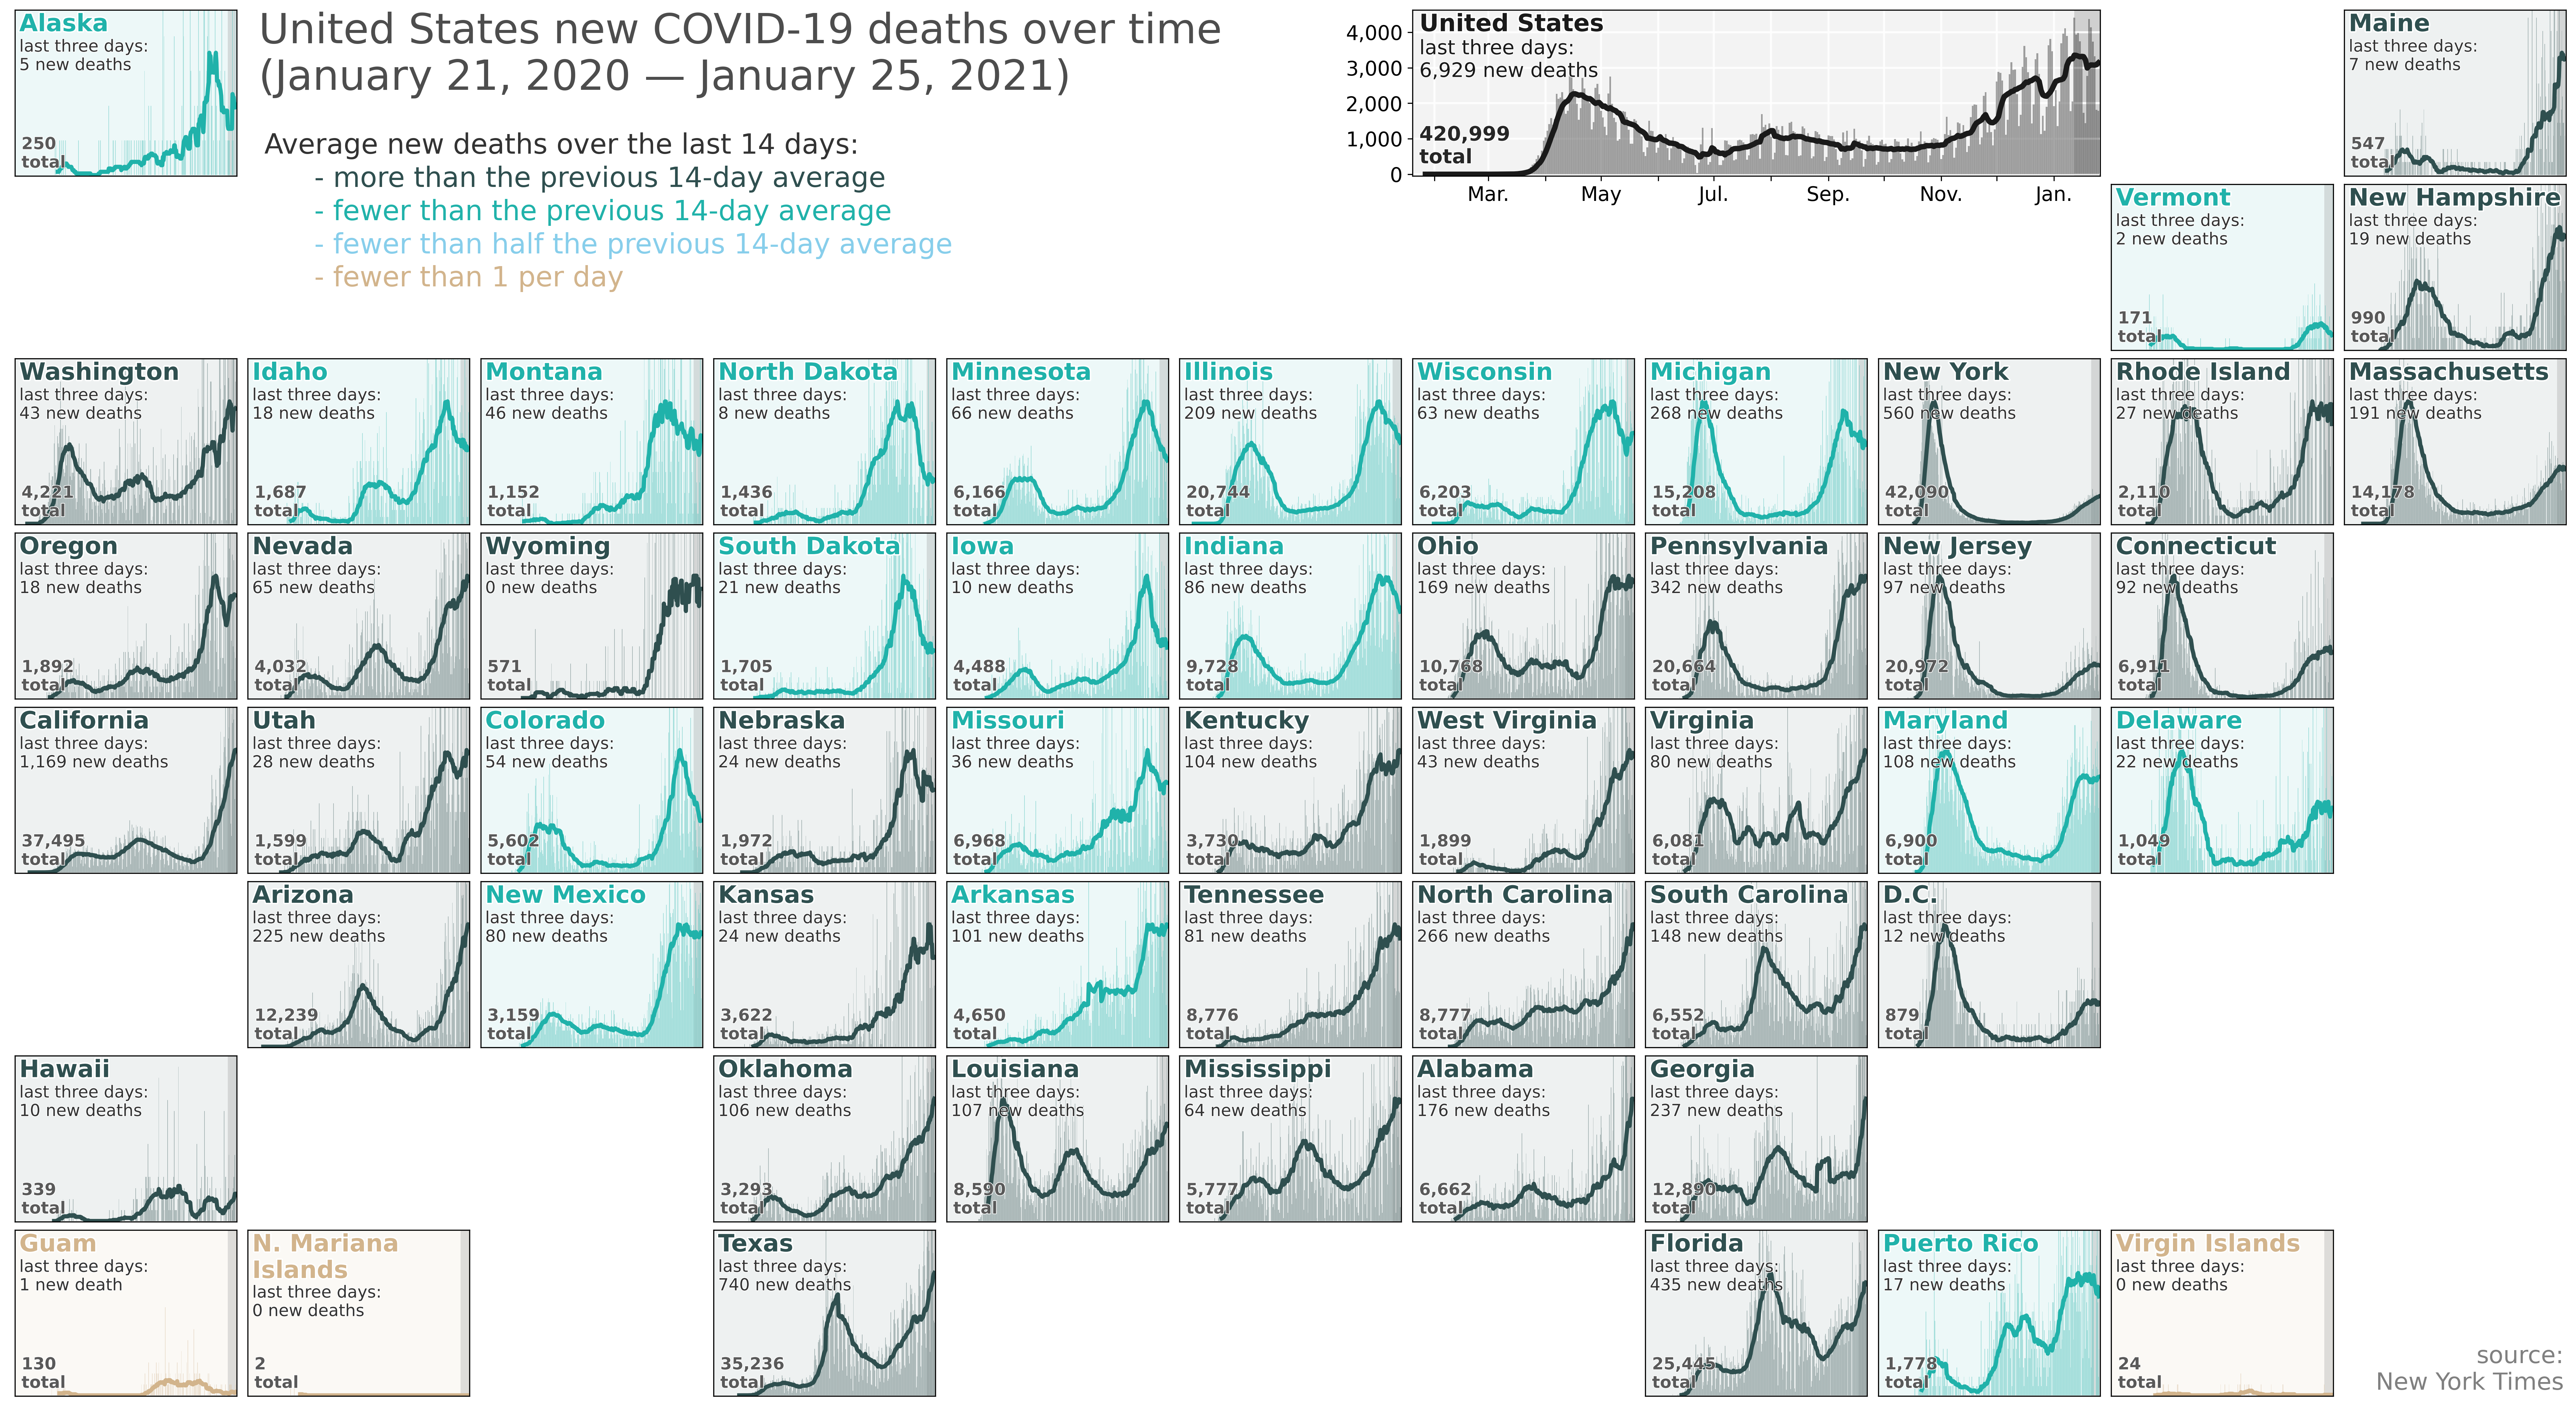 Alaska
last three days:
5 new deaths
250
total
United States new COVID-19 deaths over time
(January 21, 2020 — January 25, 2021)
Average new deaths over the last 14 days:
- more than the previous 14-day average
- fewer than the previous 14-day average
- fewer than half the previous 14-day average
- fewer than 1 per day
United States
last three days:
6,929 new deaths
420,999
total
4,000
3,000
2,000
1,000
0
Mar. May Jul. Sep. Nov. Jan.
Maine
last three days:
7 new deaths
547
total
Vermont
last three days:
2 new deaths
171
total
New Hampshire
last three days:
19 new deaths
990
total
Washington
last three days:
43 new deaths
4,221
total
Idaho
last three days:
18 new deaths
1,687
total
Montana
last three days:
46 new deaths
1,152
total
North Dakota
last three days:
8 new deaths
1,436
total
Minnesota
last three days:
66 new deaths
6,166
total
Illinois
last three days:
209 new deaths
20,744
total
Wisconsin
last three days:
63 new deaths
6,203
total
Michigan
last three days:
268 new deaths
15,208
total
New York
last three days:
560 new deaths
42,090
total
Rhode Island
last three days:
27 new deaths
2,110
total
Massachusetts
last three days:
191 new deaths
14,178
total
Oregon
last three days:
18 new deaths
1,892
total
Nevada
last three days:
65 new deaths
4,032
total
Wyoming
last three days:
0 new deaths
571
total
South Dakota
last three days:
21 new deaths
1,705
total
Iowa
last three days:
10 new deaths
4,488
total
Indiana
last three days:
86 new deaths
9,728
total
Ohio
last three days:
169 new deaths
10,768
total
Pennsylvania
last three days:
342 new deaths
20,664
total
New Jersey
last three days:
97 new deaths
20,972
total
Connecticut
last three days:
92 new deaths
6,911
total
California
last three days:
1,169 new deaths
37,495
total
Utah
last three days:
28 new deaths
1,599
total
Colorado
last three days:
54 new deaths
5,602
total
Nebraska
last three days:
24 new deaths
1,972
total
Missouri
last three days:
36 new deaths
6,968
total
Kentucky
last three days:
104 new deaths
3,730
total
West Virginia
last three days:
43 new deaths
1,899
total
Virginia
last three days:
80 new deaths
6,081
total
Maryland
last three days:
108 new deaths
6,900
total
Delaware
last three days:
22 new deaths
1,049
total
Arizona
last three days:
225 new deaths
12,239
total
New Mexico
last three days:
80 new deaths
3,159
total
Kansas
last three days:
24 new deaths
3,622
total
Arkansas
last three days:
101 new deaths
4,650
total
Tennessee
last three days:
81 new deaths
8,776
total
North Carolina
last three days:
266 new deaths
8,777
total
South Carolina
last three days:
148 new deaths
6,552
total
D.C.
last three days:
12 new deaths
879
total
Hawaii
last three days:
10 new deaths
339
total
Oklahoma
last three days:
106 new deaths
3,293
total
Louisiana
last three days:
107 new deaths
8,590
total
Mississippi
last three days:
64 new deaths
5,777
total
Alabama
last three days:
176 new deaths
6,662
total
Georgia
last three days:
237 new deaths
12,890
total
Guam
last three days:
1 new death
130
total
N. Mariana
Islands
last three days:
0 new deaths
2
total
Texas
last three days:
740 new deaths
35,236
total
Florida
last three days:
435 new deaths
25,445
total
Puerto Rico
last three days:
17 new deaths
1,778
total
Virgin Islands
last three days:
0 new deaths
24
total
source:
New York Times